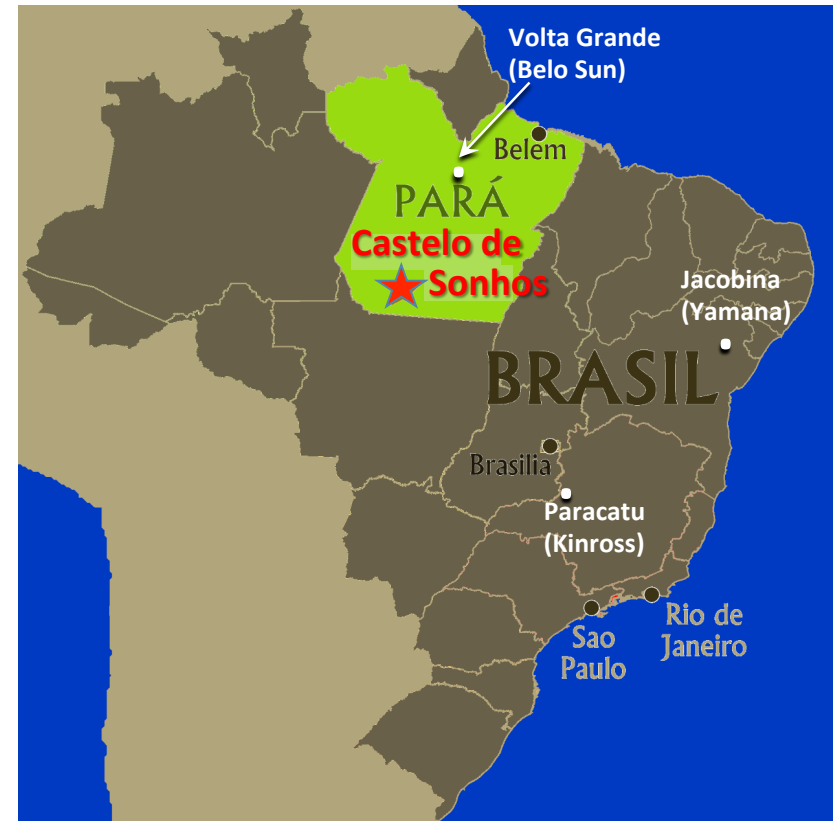 Volta Grande
(Belo Sun)
Belém
PARÁ
Castelo de
Sonhos
Jacobina
(Yamana)
BRASIL
Brasilia
Paracatu
(Kinross)
Rio de
Janeiro
Sao
Paulo